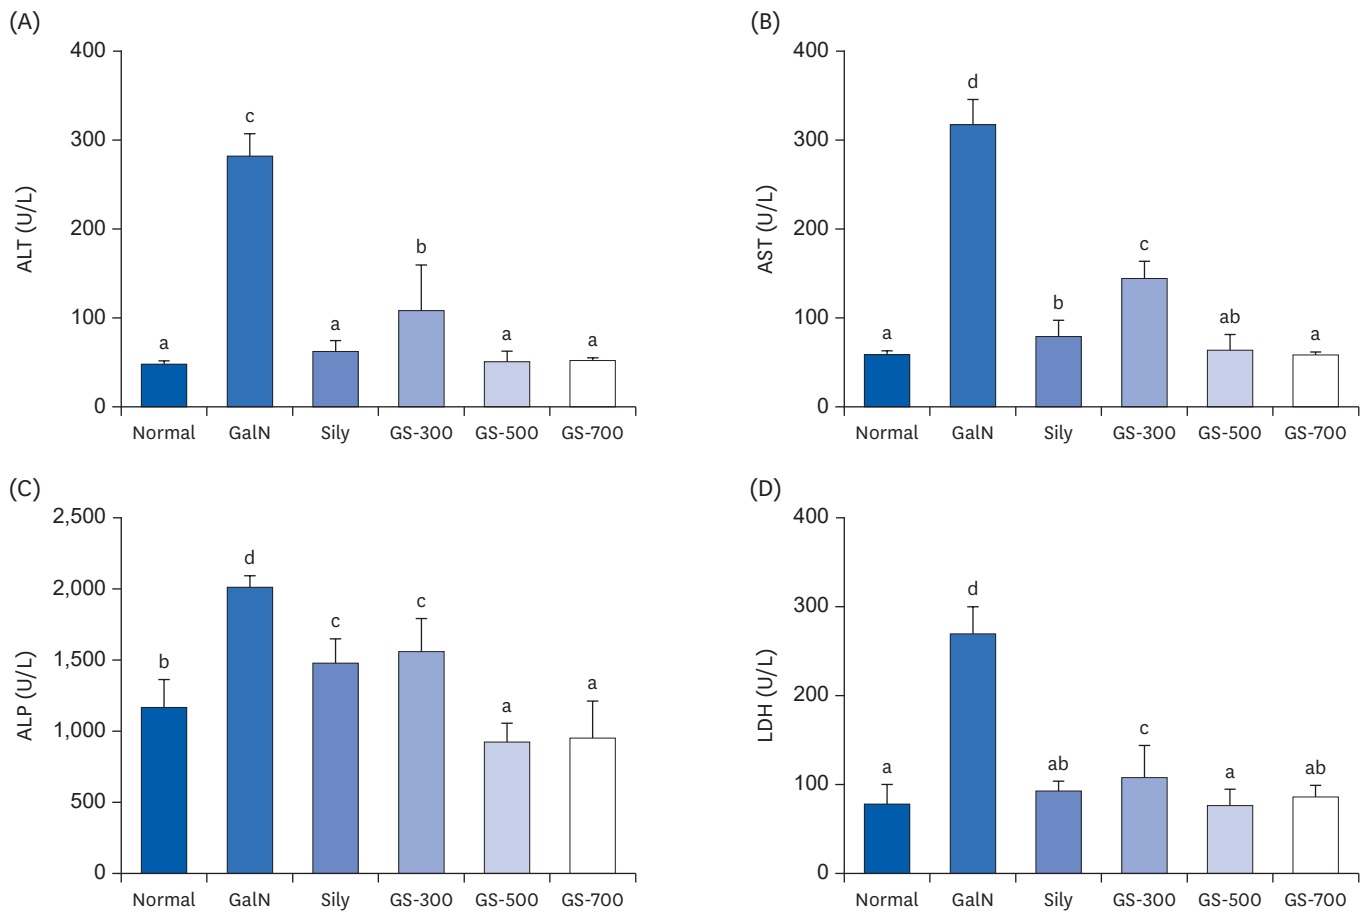 (A)
400
300
200
100
0
ALT (U/L)
a
c
a
b
a
a
Normal GalN Sily GS-300 GS-500 GS-700
(B)
400
300
200
100
0
AST (U/L)
a
d
b
c
ab
a
Normal GalN Sily GS-300 GS-500 GS-700
(C)
2,500
2,000
1,500
1,000
500
0
ALP (U/L)
b
d
c
c
a
a
Normal GalN Sily GS-300 GS-500 GS-700
(D)
400
300
200
100
0
LDH (U/L)
a
d
ab
c
a
ab
Normal GalN Sily GS-300 GS-500 GS-700